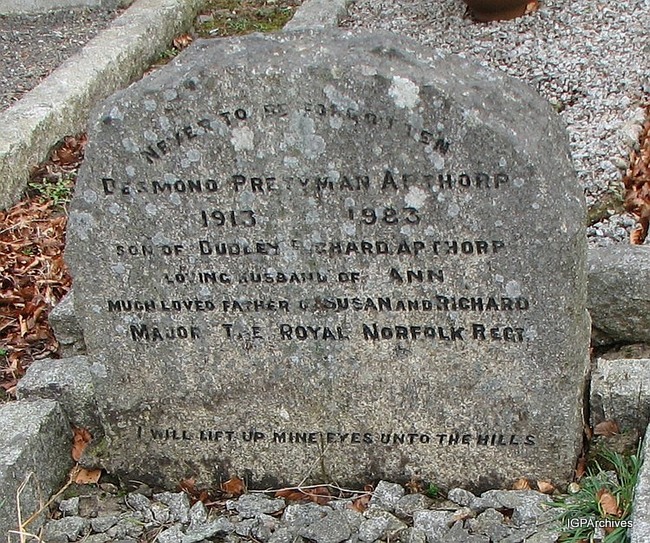 NEVER TO BE FORGOTTEN
DESMOND PRETYMAN APTHORP
1913 1983
SON OF DUDLEY RICHARD APTHORP
LOVING HUSBAND OF ANN
MUCH LOVED FATHER OF SUSAN AND RICHARD
MAJOR THE ROYAL NORFOLK REGT.
I WILL LIFT UP MINE EYES UNTO THE HILLS
IGPArchives